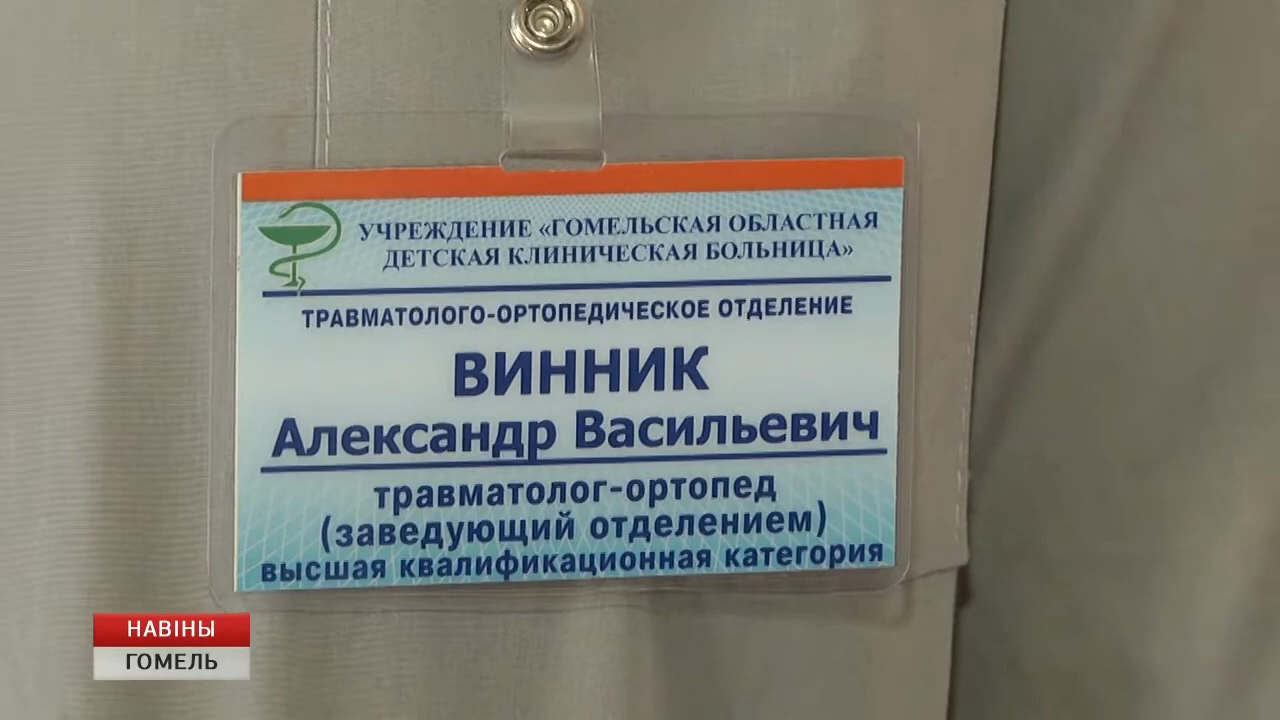 УЧРЕЖДЕНИЕ «ГОМЕЛЬСКАЯ ОБЛАСТНАЯ
ДЕТСКАЯ КЛИНИЧЕСКАЯ БОЛЬНИЦА»
ТРАВМАТОЛОГО-ОРТОПЕДИЧЕСКОЕ ОТДЕЛЕНИЕ
ВИННИК
Александр Васильевич
травматолог-ортопед
(заведующий отделением)
высшая квалификационная категория
НАВІНЫ
ГОМЕЛЬ